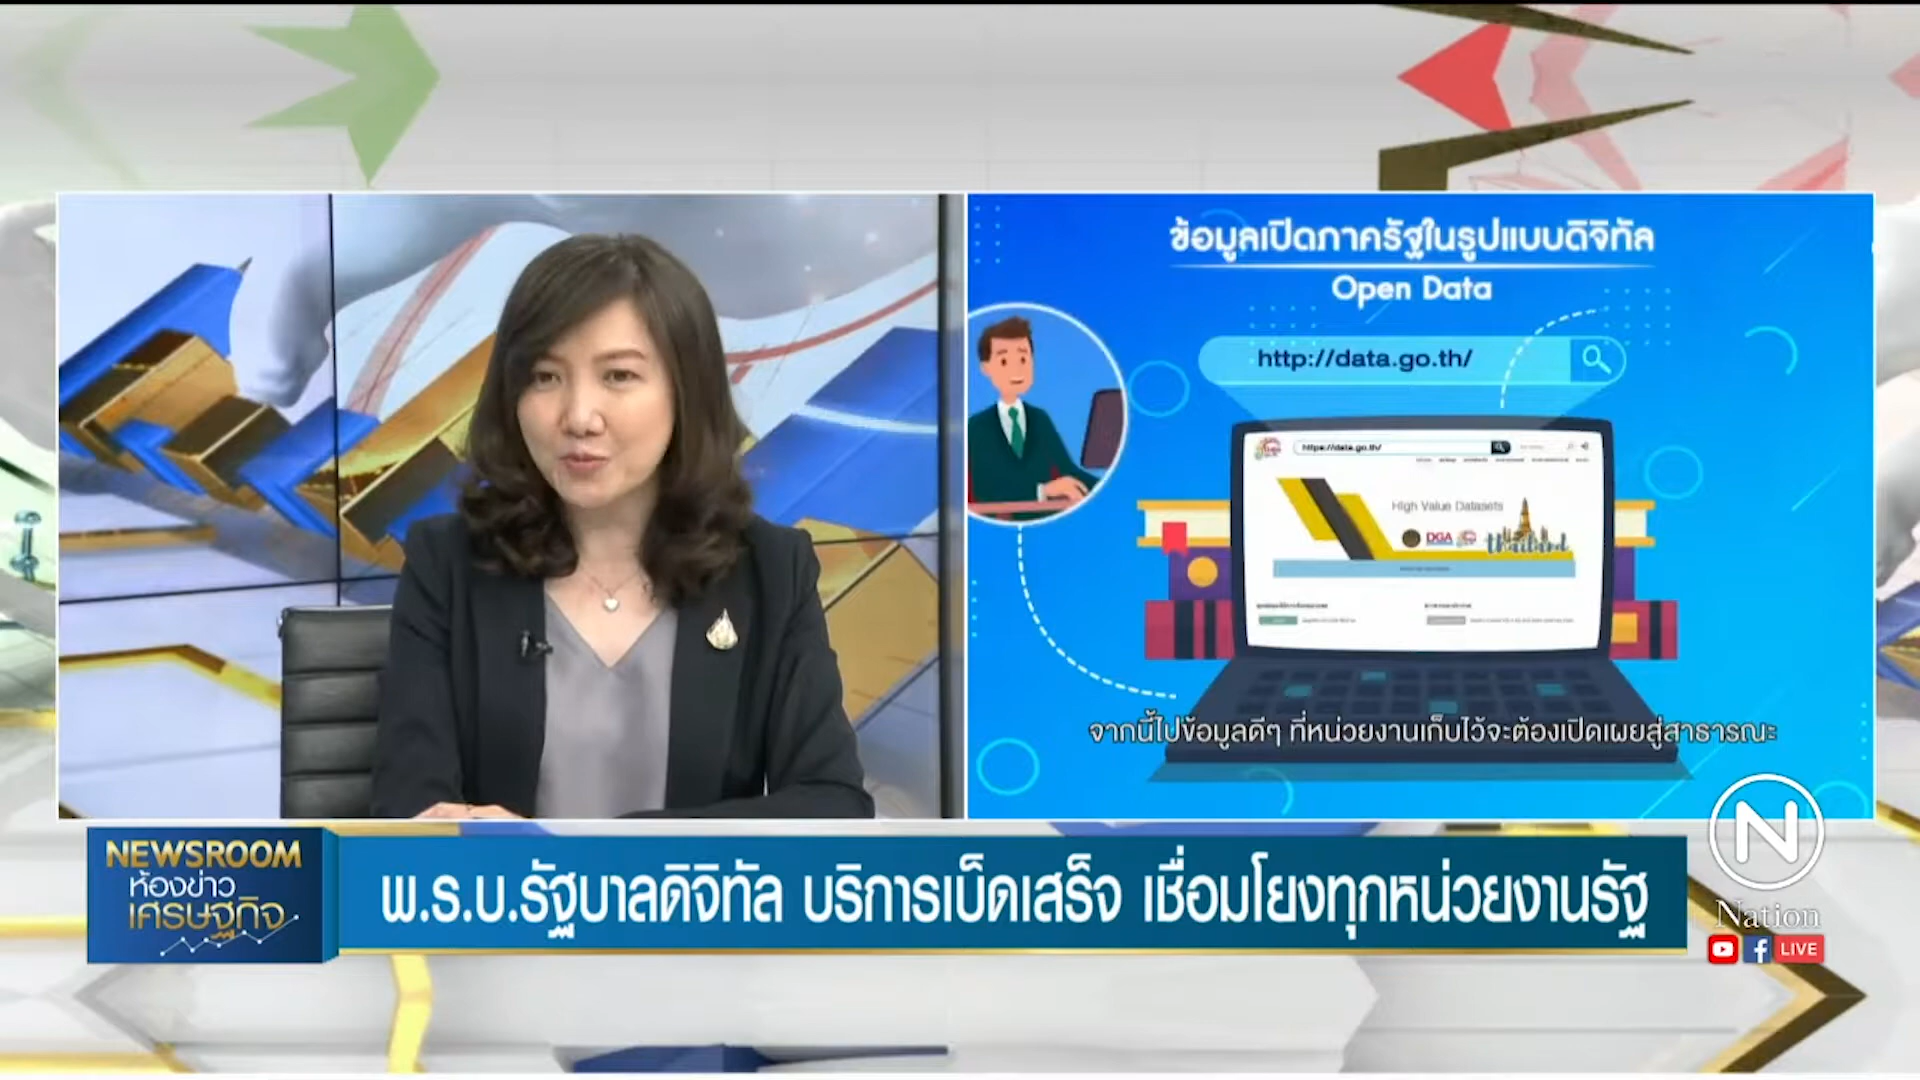 ข้อมูลเปิดภาครัฐในรูปแบบดิจิทัล
Open Data
http://data.go.th/
https://data.go.th/
High Value Datasets
DGA
thailand
จากนี้ไปข้อมูลดีๆ ที่หน่วยงานเก็บไว้จะต้องเปิดเผยสู่สาธารณะ
NEWSROOM
ห้องข่าว
เศรษฐกิจ
พ.ร.บ.รัฐบาลดิจิทัล บริการเบ็ดเสร็จ เชื่อมโยงทุกหน่วยงานรัฐ
N
Nation
LIVE